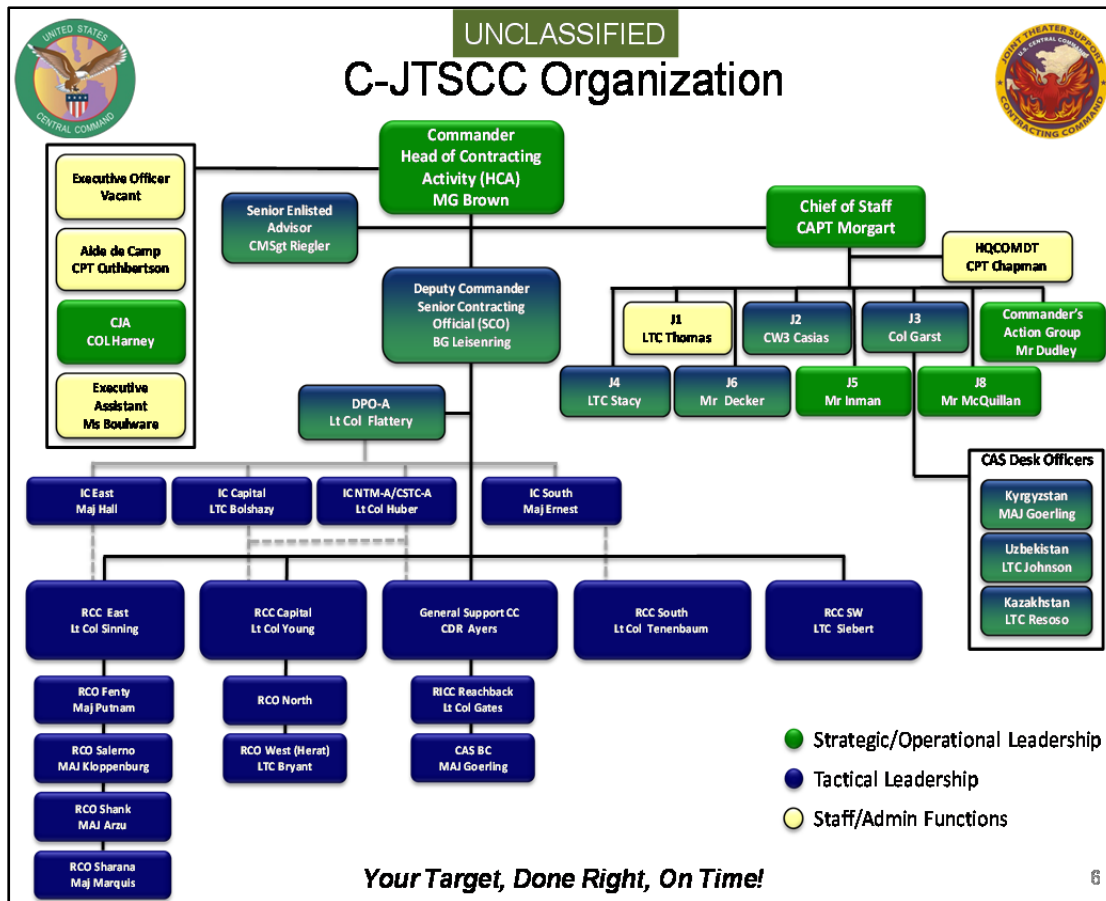 UNCLASSIFIED
C-JTSCC Organization
UNITED STATES
CENTRAL COMMAND
JOINT THEATER SUPPORT
U.S. CENTRAL COMMAND
CONTRACTING COMMAND
Commander
Head of Contracting
Activity (HCA)
MG Brown
Executive Officer
Vacant
Aide de Camp
CPT Cuthbertson
CJA
COL Harney
Executive
Assistant
Ms Boulware
Senior Enlisted
Advisor
CMSgt Riegler
Chief of Staff
CAPT Morgart
HQCOMDT
CPT Chapman
Deputy Commander
Senior Contracting
Official (SCO)
BG Leisenring
J1
LTC Thomas
J2
CW3 Casias
J3
Col Garst
Commander's
Action Group
Mr Dudley
J4
LTC Stacy
J6
Mr Decker
J5
Mr Inman
J8
Mr McQuillan
DPO-A
Lt Col Flattery
CAS Desk Officers
Kyrgyzstan
MAJ Goerling
Uzbekistan
LTC Johnson
Kazakhstan
LTC Resoso
IC East
Maj Hall
IC Capital
LTC Bolshazy
IC NTM-A/CSTC-A
Lt Col Huber
IC South
Maj Ernest
RCC East
Lt Col Sinning
RCC Capital
Lt Col Young
General Support CC
CDR Ayers
RCC South
Lt Col Tenenbaum
RCC SW
LTC Siebert
RCO Fenty
Maj Putnam
RCO North
RICC Reachback
Lt Col Gates
RCO Salerno
MAJ Kloppenburg
RCO West (Herat)
LTC Bryant
CAS BC
MAJ Goerling
RCO Shank
MAJ Arzu
RCO Sharana
Maj Marquis
Strategic/Operational Leadership
Tactical Leadership
Staff/Admin Functions
Your Target, Done Right, On Time!
6